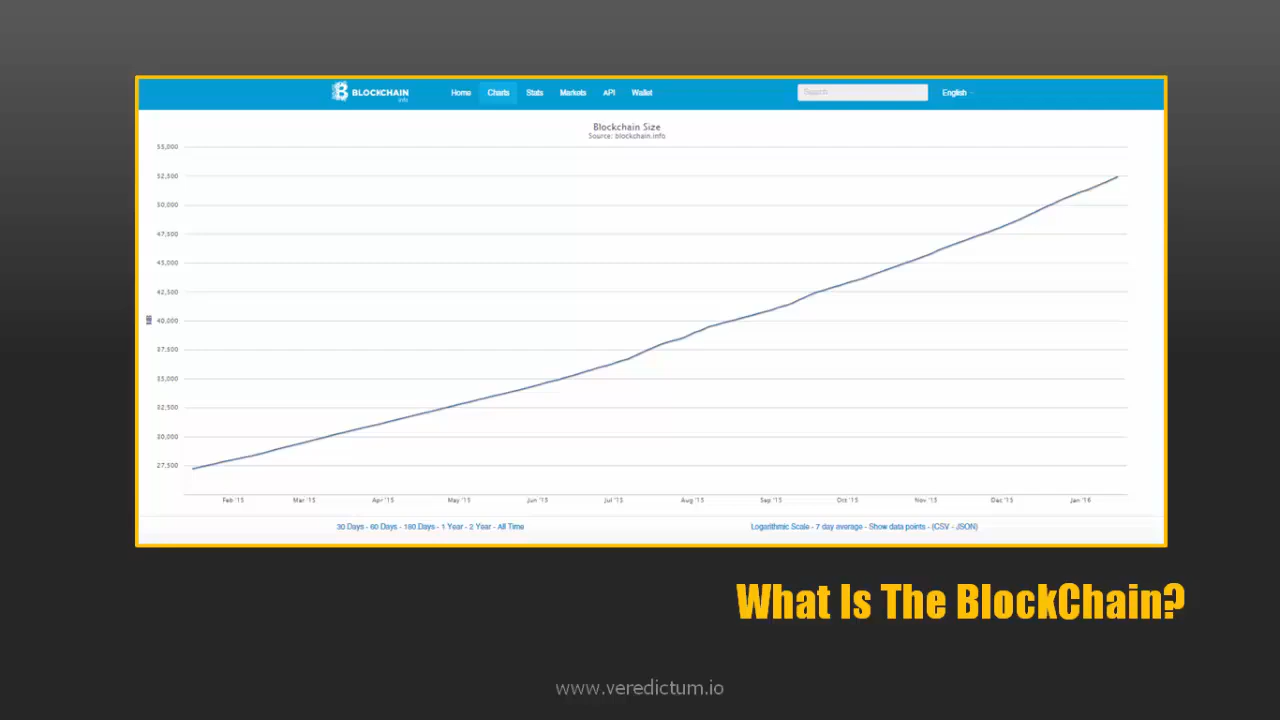 BLOCKCHAIN
info
Home Charts Stats Markets API Wallet
Search
English
Blockchain Size
Source: blockchain.info
55,000
52,500
50,000
47,500
45,000
42,500
40,000
37,500
35,000
32,500
30,000
27,500
Feb '15 Mar '15 Apr '15 May '15 Jun '15 Jul '15 Aug '15 Sep '15 Oct '15 Nov '15 Dec '15 Jan '16
30 Days - 60 Days - 180 Days - 1 Year - 2 Year - All Time
Logarithmic Scale - 7 day average - Show data points - (CSV - JSON)
What Is The BlockChain?
www.veredictum.io